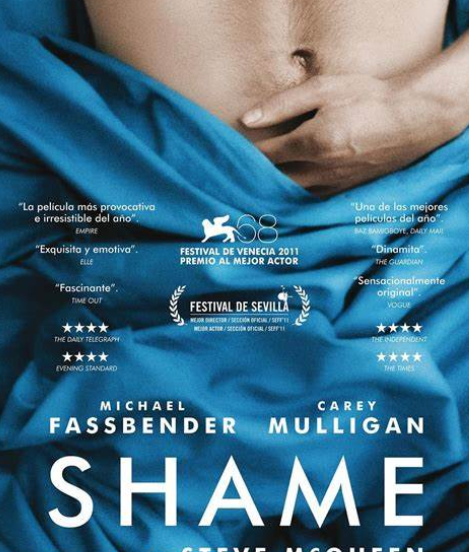 "La película más provocativa
e irresistible del año".
EMPIRE
"Exquisita y emotiva".
ELLE
"Fascinante".
TIME OUT
★★★★
THE DAILY TELEGRAPH
★★★★
EVENING STANDARD
68
FESTIVAL DE VENECIA 2011
PREMIO AL MEJOR ACTOR
FESTIVAL DE SEVILLA
MEJOR DIRECTOR / SECCIÓN OFICIAL / SEFF'11
MEJOR ACTOR / SECCIÓN OFICIAL / SEFF'11
"Una de las mejores
películas del año".
BAZ BAMIGBOYE, DAILY MAIL
"Dinamita".
THE GUARDIAN
"Sensacionalmente
original".
VOGUE
★★★★
THE INDEPENDENT
★★★★
THE TIMES
MICHAEL
FASSBENDER
CAREY
MULLIGAN
SHAME
STEVE MCQUEEN